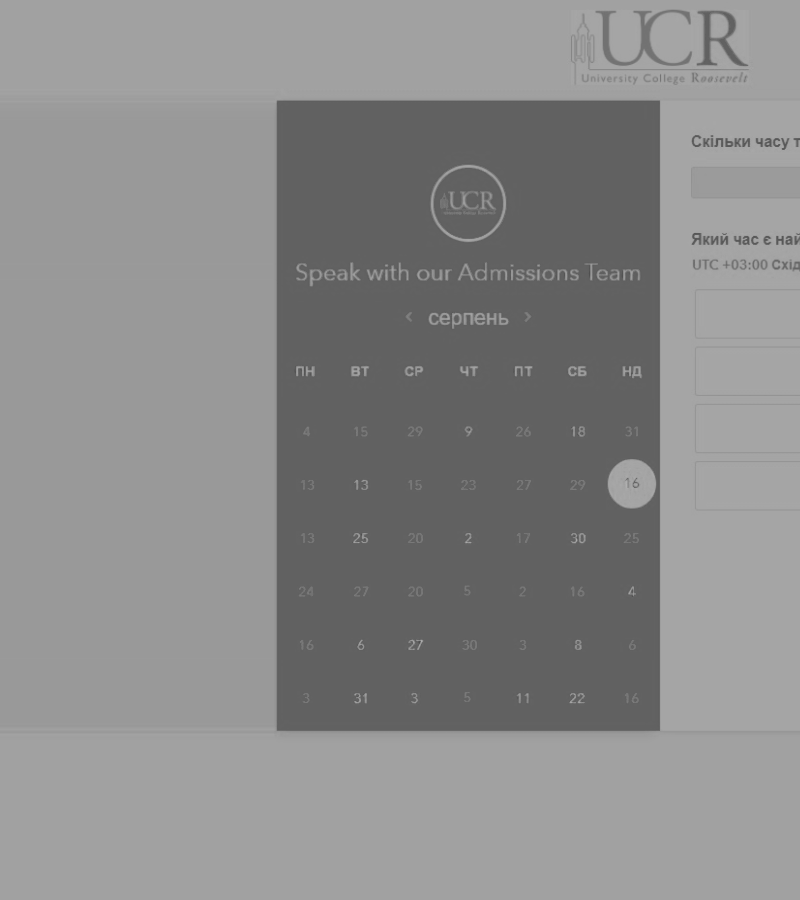 UCR
University College Roosevelt
UCR
Speak with our Admissions Team
серпень
ПН ВТ СР ЧТ ПТ СБ НД
4 15 29 9 26 18 31
13 13 15 23 27 29 16
13 25 20 2 17 30 25
24 27 20 5 2 16 4
16 6 27 30 3 8 6
3 31 3 5 11 22 16
Скільки часу т
Який час є най
UTC +03:00 Схід